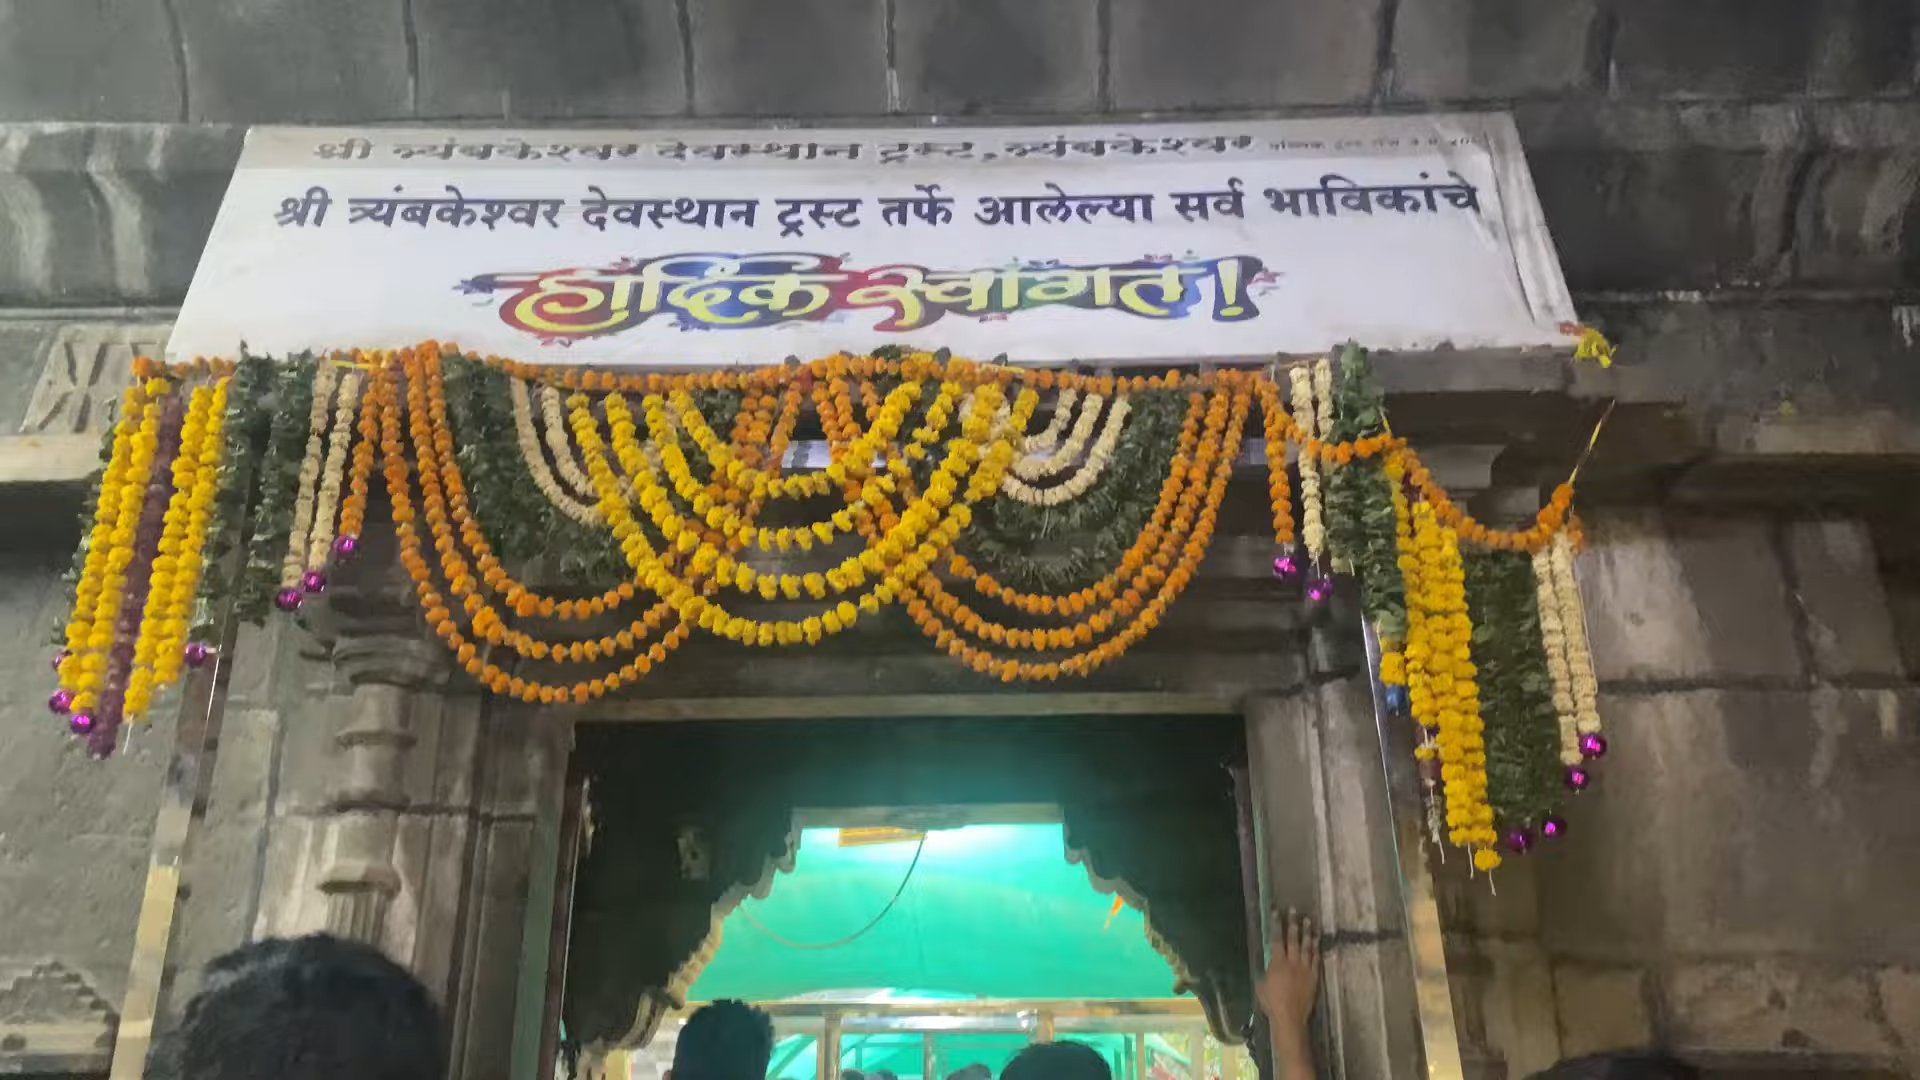 श्री त्र्यंबकेश्वर देवस्थान ट्रस्ट, त्र्यंबकेश्वर
श्री त्र्यंबकेश्वर देवस्थान ट्रस्ट तर्फे आलेल्या सर्व भाविकांचे
हार्दिक स्वागत!